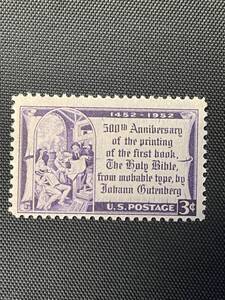 1452-1952
500th Anniversary
of the printing
of the first book,
The Holy Bible,
from movable type, by
Johann Gutenberg
U.S. POSTAGE 3¢